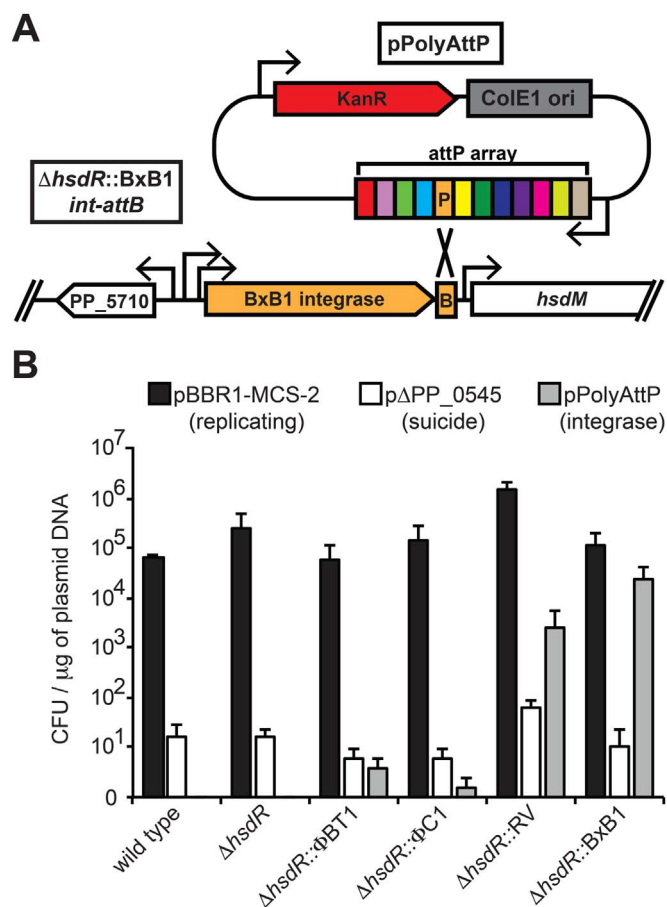 A
pPolyAttP
KanR
ColE1 ori
attP array
P
ΔhsdR::BxB1
int-attB
PP_5710
BxB1 integrase
B
hsdM
B
pBBR1-MCS-2
(replicating)
pΔPP_0545
(suicide)
pPolyAttP
(integrase)
CFU / μg of plasmid DNA
10⁷
10⁶
10⁵
10⁴
10³
10²
10¹
0
wild type
ΔhsdR
ΔhsdR::ΦBT1
ΔhsdR::ΦC1
ΔhsdR::RV
ΔhsdR::BxB1